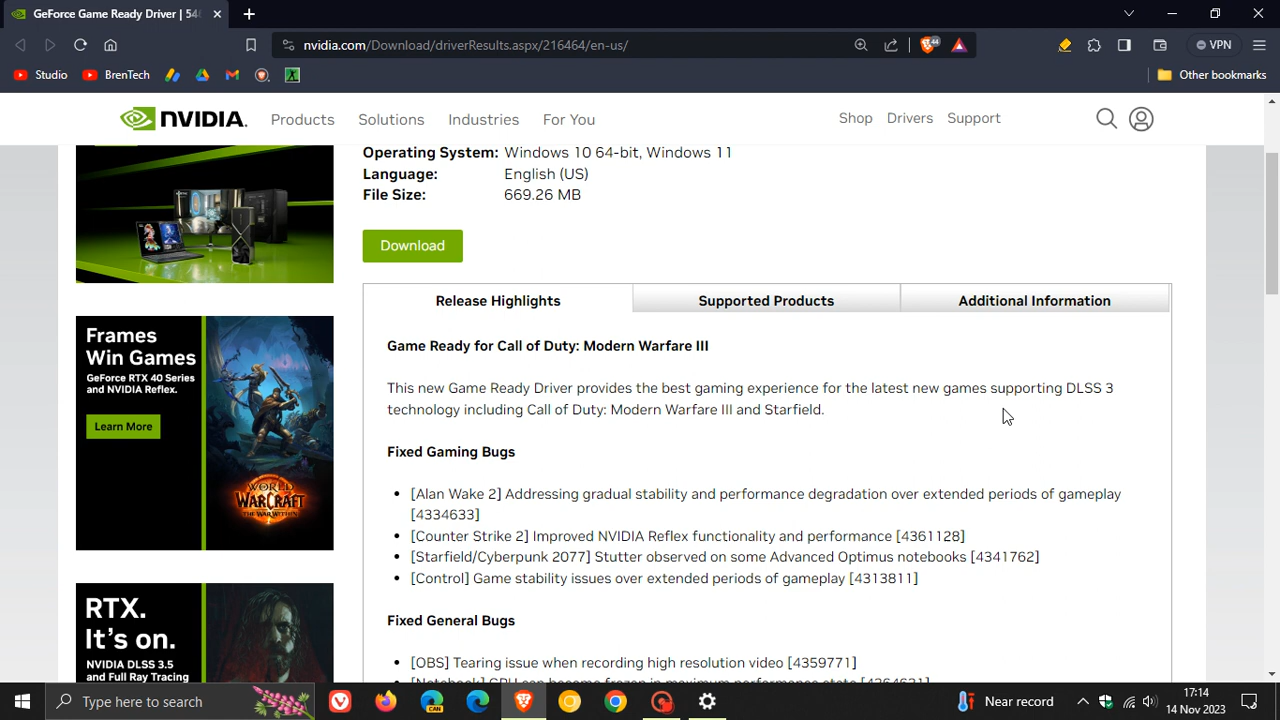 GeForce Game Ready Driver | 546
nvidia.com/Download/driverResults.aspx/216464/en-us/
44
VPN
Studio
BrenTech
Other bookmarks
NVIDIA.
Products
Solutions
Industries
For You
Shop
Drivers
Support
Operating System: Windows 10 64-bit, Windows 11
Language: English (US)
File Size: 669.26 MB
Download
Frames
Win Games
GeForce RTX 40 Series
and NVIDIA Reflex.
Learn More
WORLD
WARCRAFT
THE WAR WITHIN
RTX.
It's on.
NVIDIA DLSS 3.5
and Full Ray Tracing
Release Highlights
Supported Products
Additional Information
Game Ready for Call of Duty: Modern Warfare III
This new Game Ready Driver provides the best gaming experience for the latest new games supporting DLSS 3
technology including Call of Duty: Modern Warfare III and Starfield.
Fixed Gaming Bugs
[Alan Wake 2] Addressing gradual stability and performance degradation over extended periods of gameplay
[4334633]
[Counter Strike 2] Improved NVIDIA Reflex functionality and performance [4361128]
[Starfield/Cyberpunk 2077] Stutter observed on some Advanced Optimus notebooks [4341762]
[Control] Game stability issues over extended periods of gameplay [4313811]
Fixed General Bugs
[OBS] Tearing issue when recording high resolution video [4359771]
Type here to search
CAN
Near record
17:14
14 Nov 2023